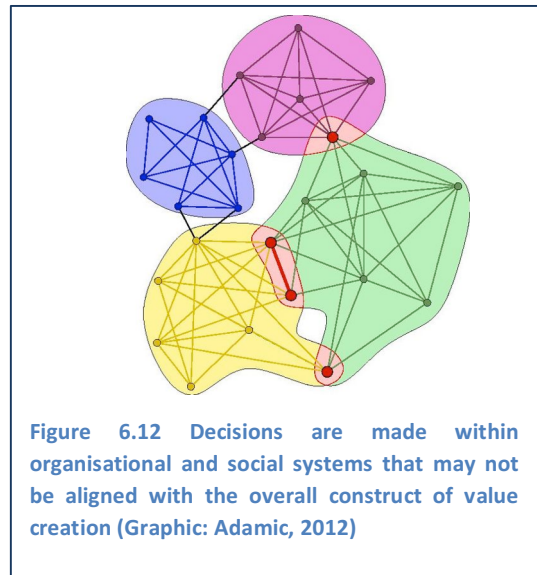 Figure 6.12 Decisions are made within
organisational and social systems that may not
be aligned with the overall construct of value
creation (Graphic: Adamic, 2012)